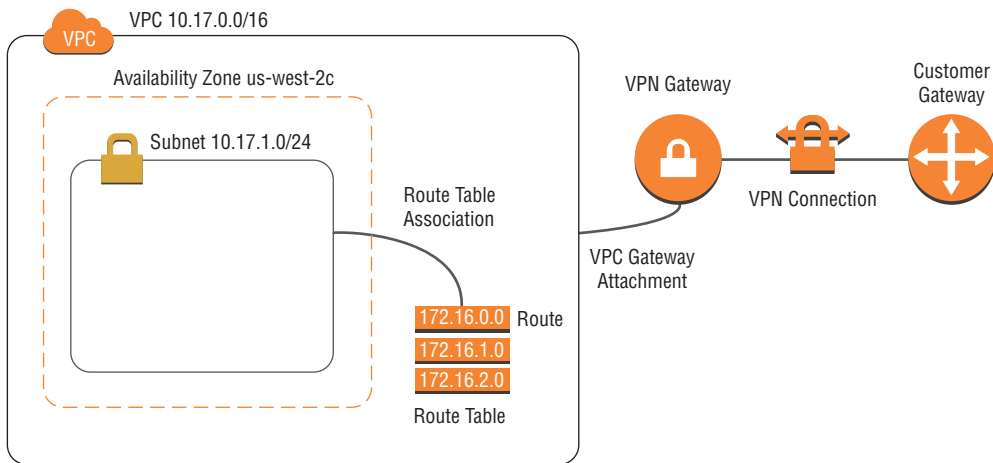 VPC 10.17.0.0/16
VPC
Availability Zone us-west-2c
Subnet 10.17.1.0/24
Route Table
Association
172.16.0.0
Route
172.16.1.0
172.16.2.0
Route Table
VPN Gateway
VPC Gateway
Attachment
VPN Connection
Customer
Gateway